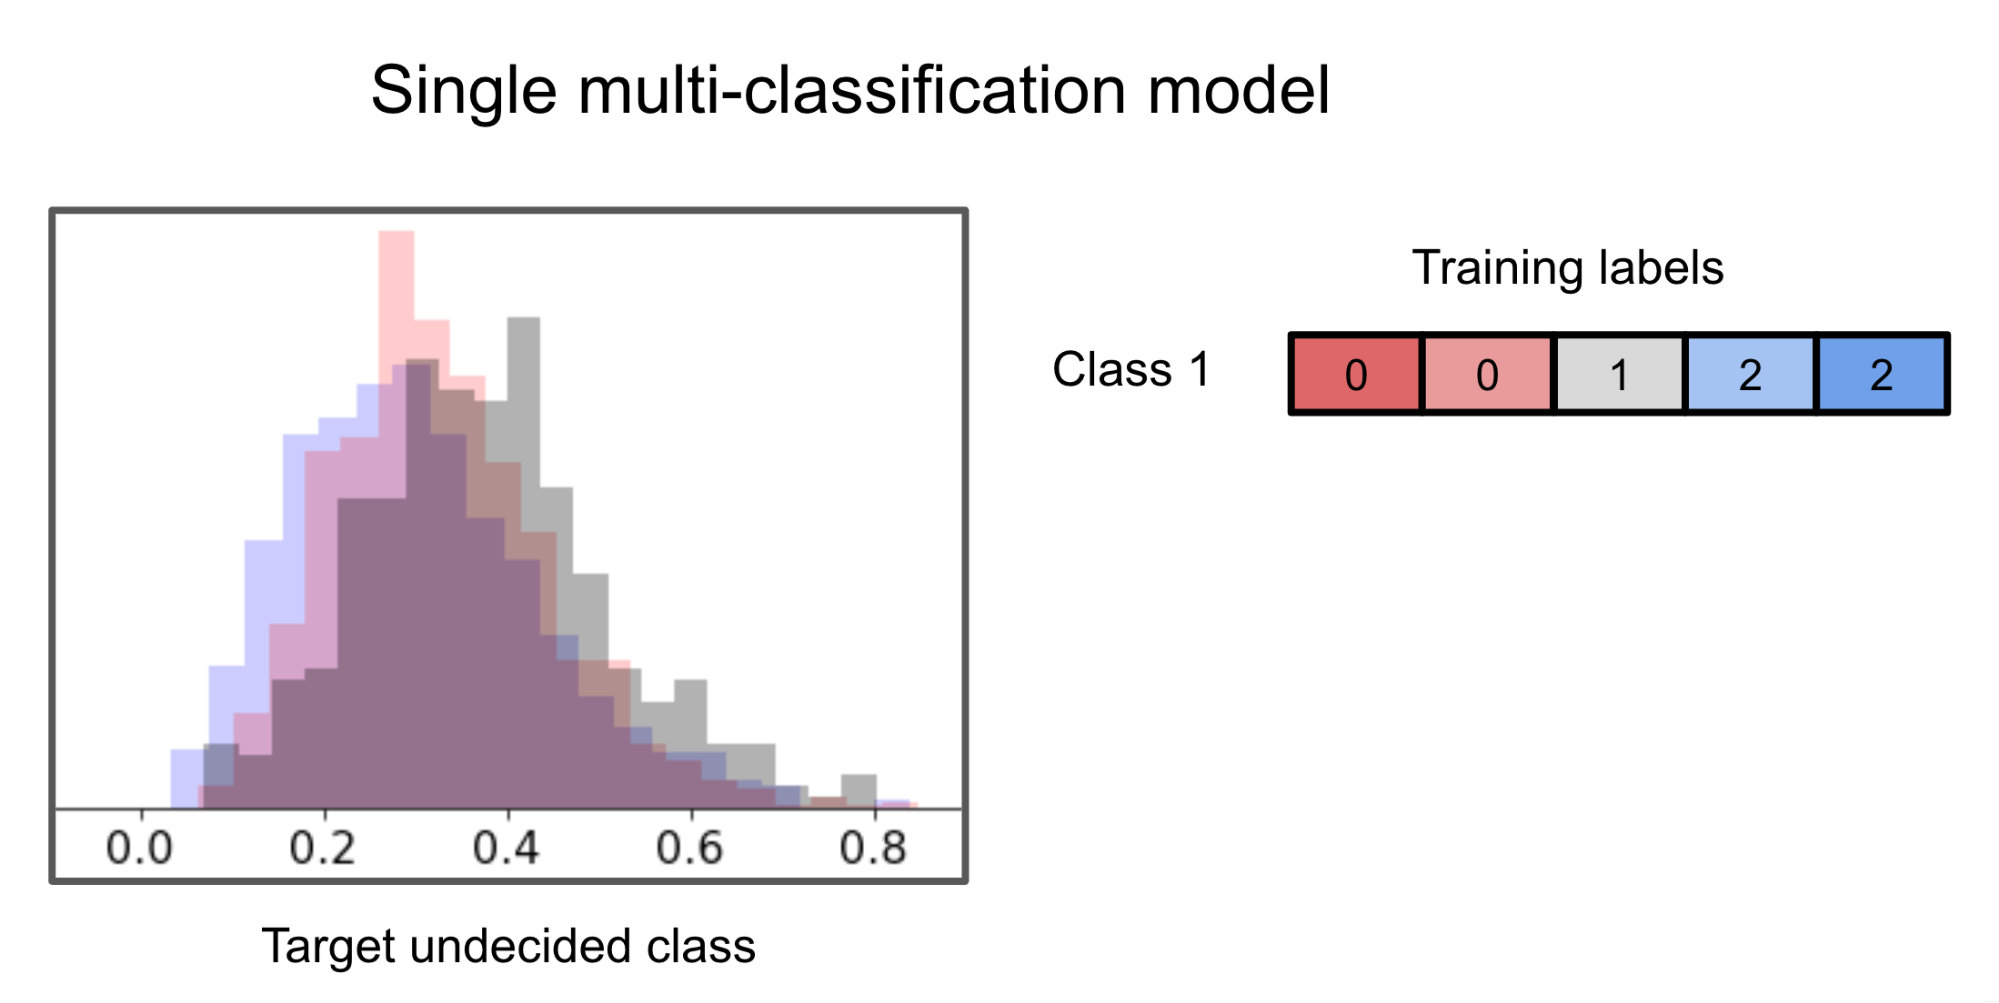 Single multi-classification model
Training labels
Class 1
0 0 1 2 2
0.0 0.2 0.4 0.6 0.8
Target undecided class